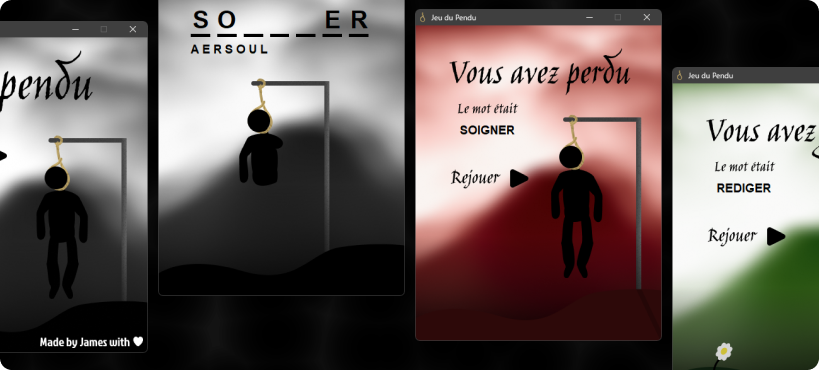 pendu
Made by James with
S O _ _ _ E R
AERSOUL
Jeu du Pendu
Vous avez perdu
Le mot était
SOIGNER
Rejouer
Jeu du Pendu
Vous avez
Le mot était
REDIGER
Rejouer